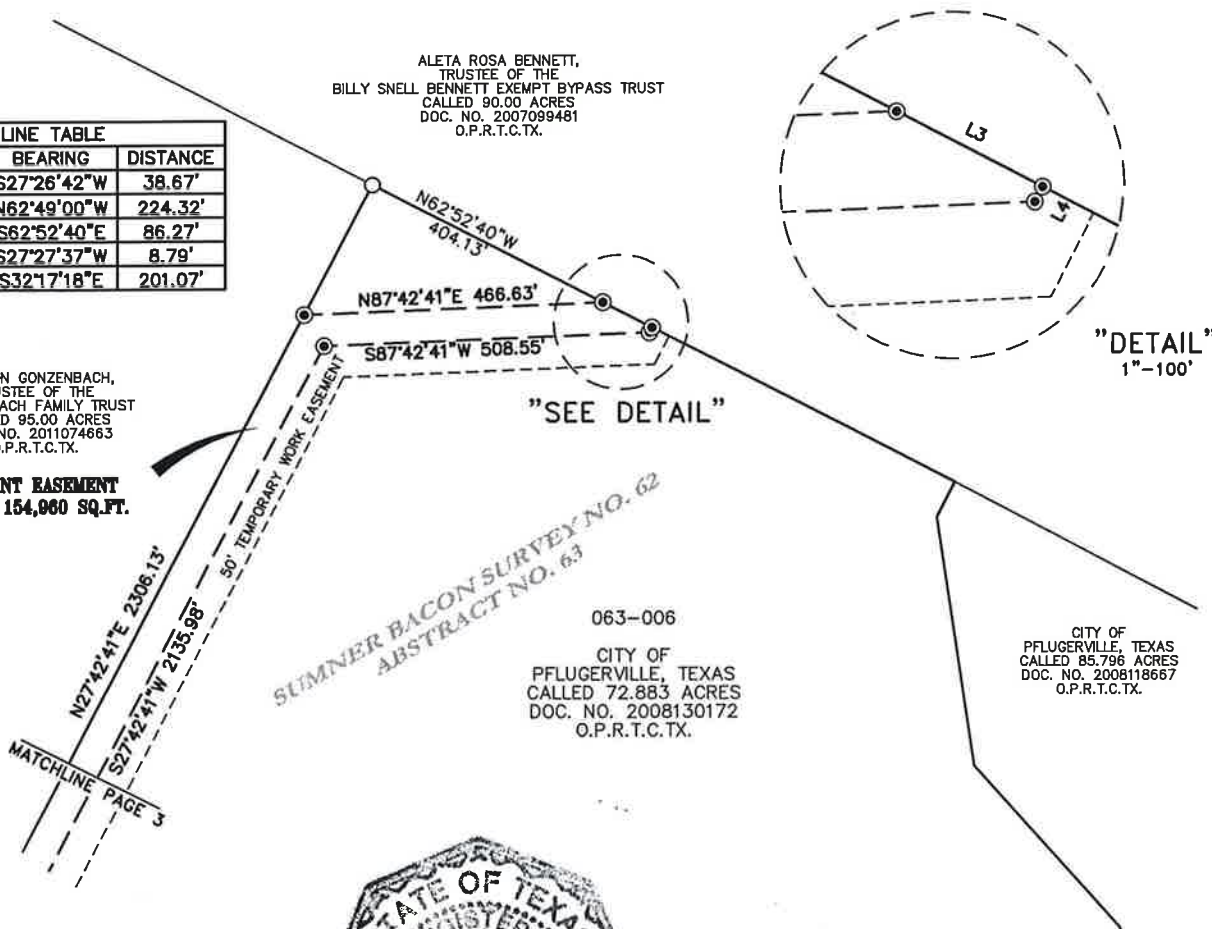 ALETA ROSA BENNETT,
TRUSTEE OF THE
BILLY SNELL BENNETT EXEMPT BYPASS TRUST
CALLED 90.00 ACRES
DOC. NO. 2007099481
O.P.R.T.C.TX.
LINE TABLE
BEARING DISTANCE
S27°26'42"W 38.67'
N62°49'00"W 224.32'
S62°52'40"E 86.27'
S27°27'37"W 8.79'
S32°17'18"E 201.07'
N62°52'40"W
404.13'
N87°42'41"E 466.63'
S87°42'41"W 508.55'
"SEE DETAIL"
L3
L4
"DETAIL"
1"-100'
GONZENBACH,
OF THE
FAMILY TRUST
95.00 ACRES
NO. 2011074663
O.P.R.T.C.TX.
EASEMENT
154,960 SQ.FT.
50' TEMPORARY WORK EASEMENT
N27°42'41"E 2306.13'
S27°42'41"W 2135.98'
MATCHLINE PAGE 3
SUMNER BACON SURVEY NO. 62
ABSTRACT NO. 63
063-006
CITY OF
PFLUGERVILLE, TEXAS
CALLED 72.883 ACRES
DOC. NO. 2008130172
O.P.R.T.C.TX.
CITY OF
PFLUGERVILLE, TEXAS
CALLED 85.796 ACRES
DOC. NO. 2008118667
O.P.R.T.C.TX.
STATE OF TEXAS